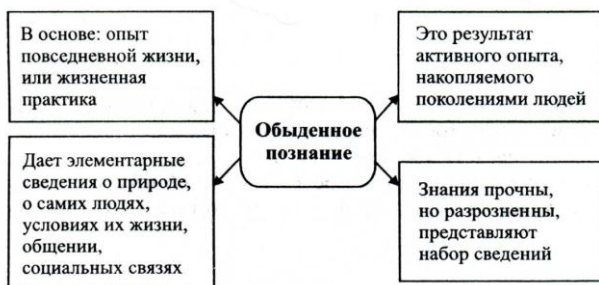 В основе: опыт
повседневной жизни,
или жизненная
практика
Это результат
активного опыта,
накопляемого
поколениями людей
Обыденное
познание
Дает элементарные
сведения о природе,
о самих людях,
условиях их жизни,
общении,
социальных связях
Знания прочны,
но разрозненны,
представляют
набор сведений